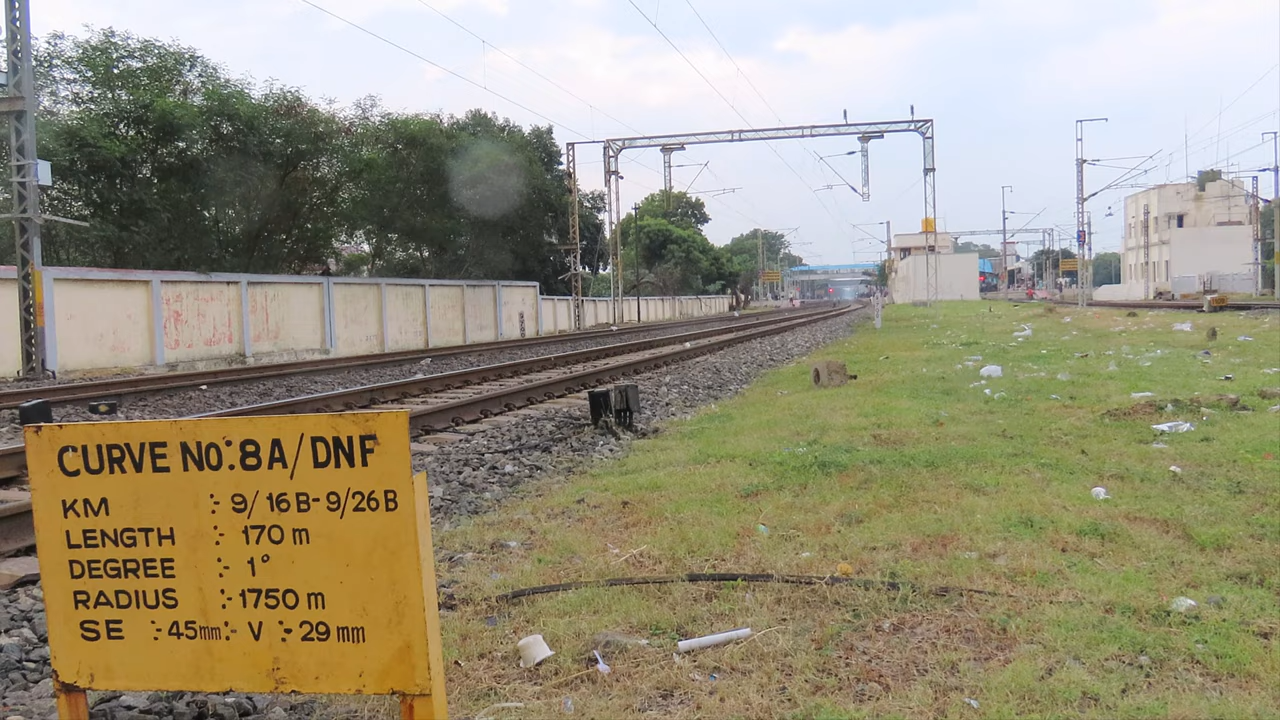 CURVE NO:8A/DNF
KM :- 9/16B-9/26B
LENGTH :- 170 m
DEGREE :- 1°
RADIUS :-1750 m
SE :-45mm:- V :- 29 mm